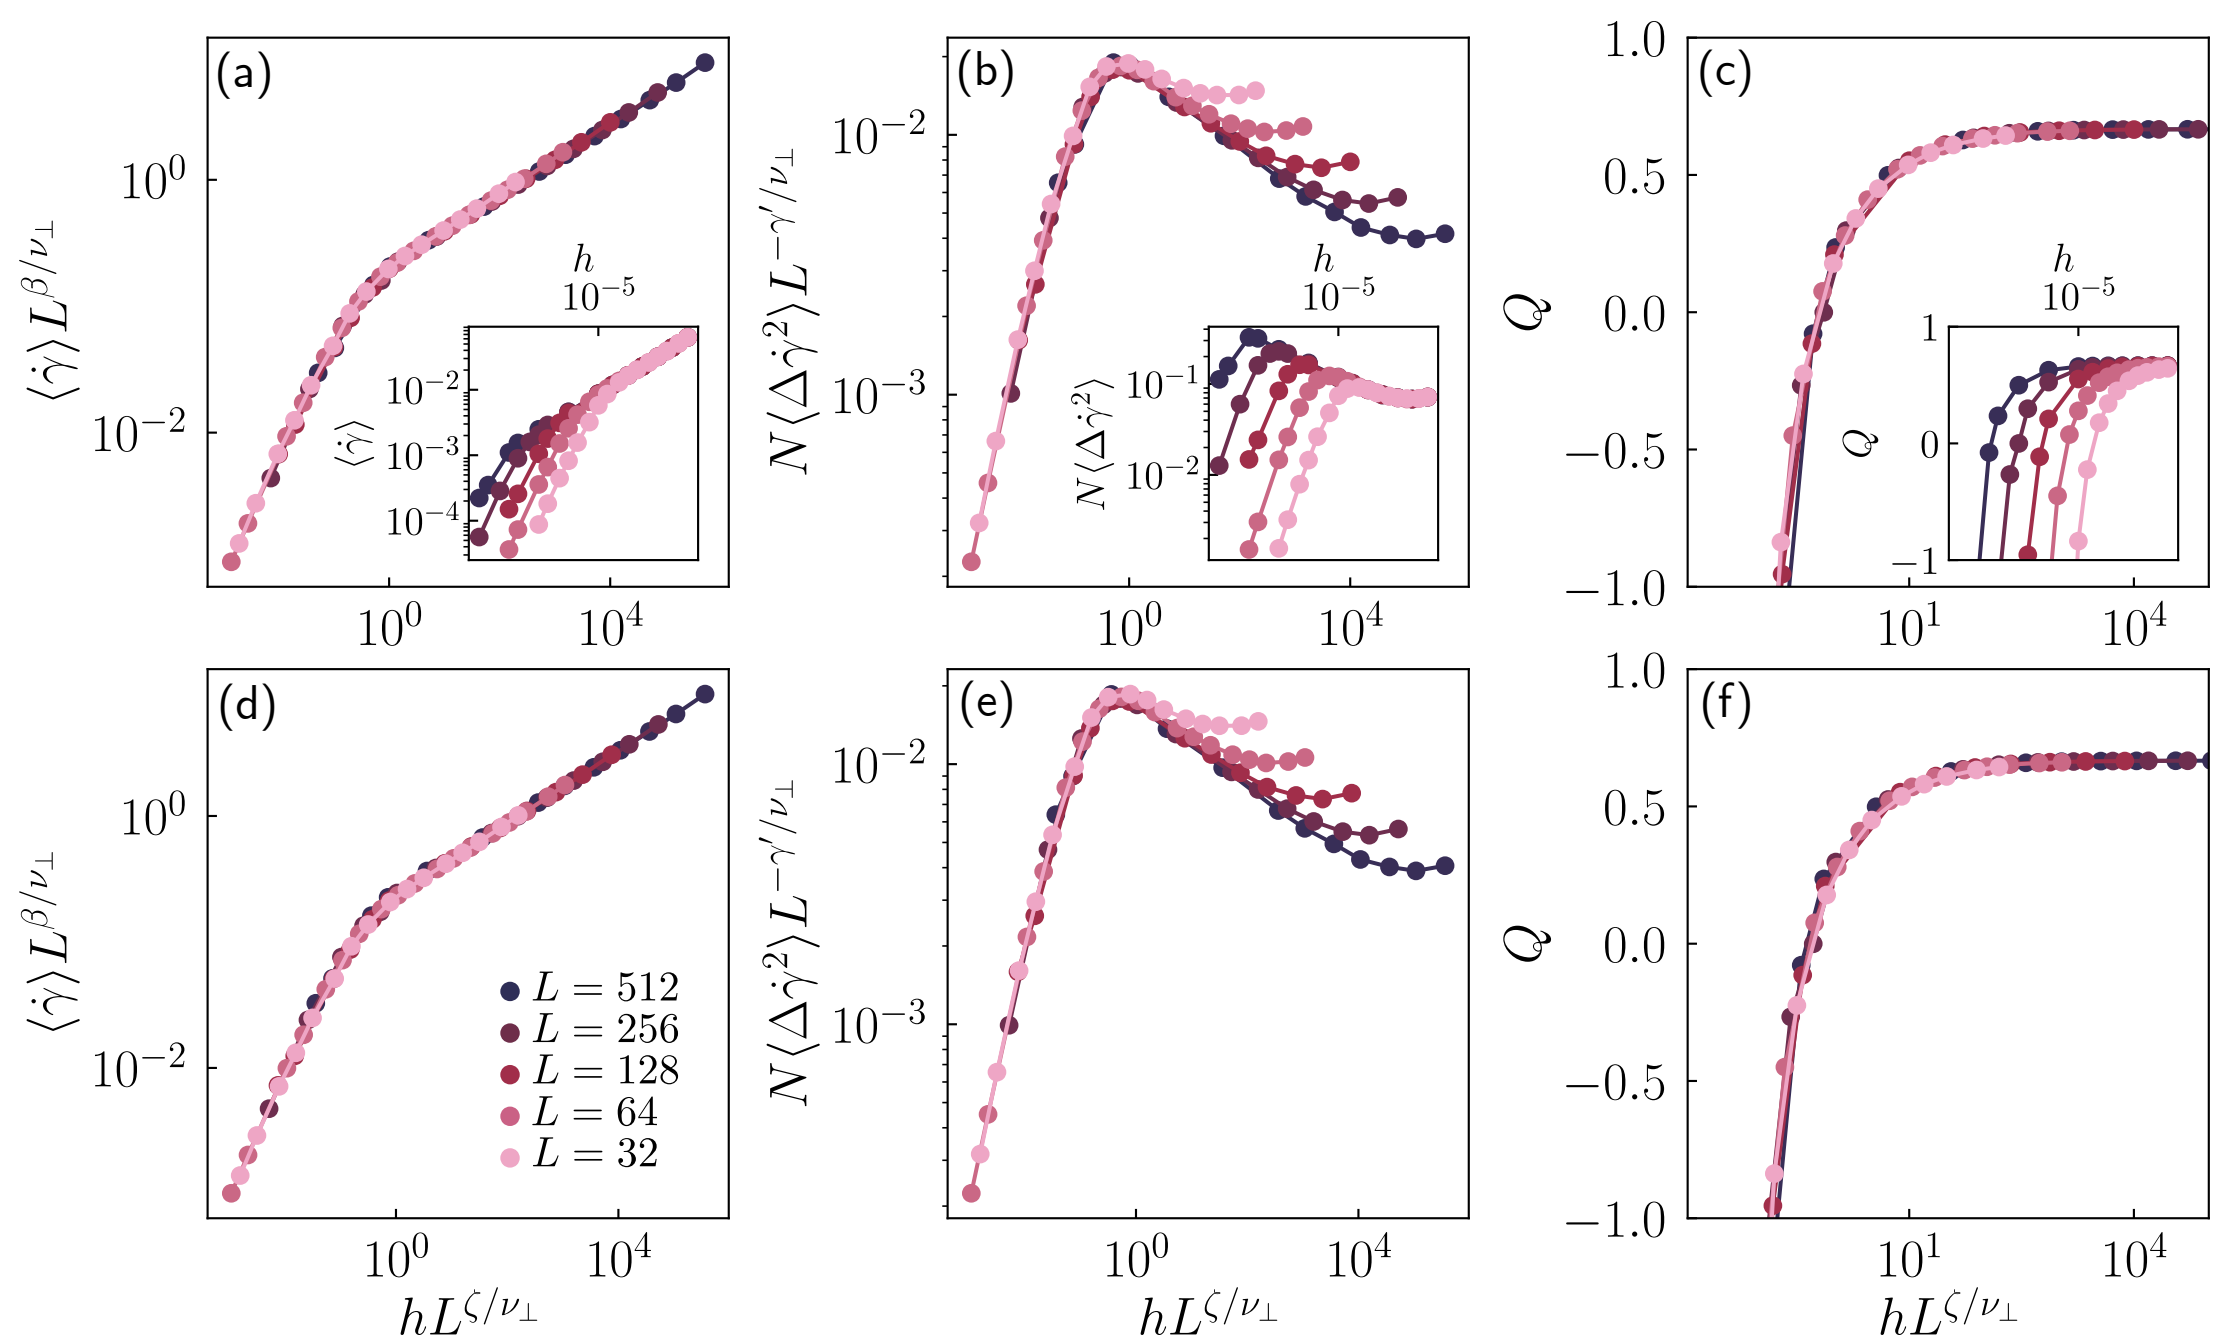 (a)
⟨γ̇⟩L^{β/ν⊥}
10^0
10^{-2}
10^0
10^4
h
10^{-5}
⟨γ̇⟩
10^{-2}
10^{-3}
10^{-4}
(b)
N⟨Δγ̇^2⟩L^{-γ′/ν⊥}
10^{-2}
10^{-3}
10^0
10^4
h
10^{-5}
N⟨Δγ̇^2⟩
10^{-1}
10^{-2}
(c)
Q
1.0
0.5
0.0
−0.5
−1.0
10^1
10^4
h
10^{-5}
Q
1
0
−1
(d)
⟨γ̇⟩L^{β/ν⊥}
10^0
10^{-2}
L = 512
L = 256
L = 128
L = 64
L = 32
10^0
10^4
hL^{ζ/ν⊥}
(e)
N⟨Δγ̇^2⟩L^{-γ′/ν⊥}
10^{-2}
10^{-3}
10^0
10^4
hL^{ζ/ν⊥}
(f)
Q
1.0
0.5
0.0
−0.5
−1.0
10^1
10^4
hL^{ζ/ν⊥}